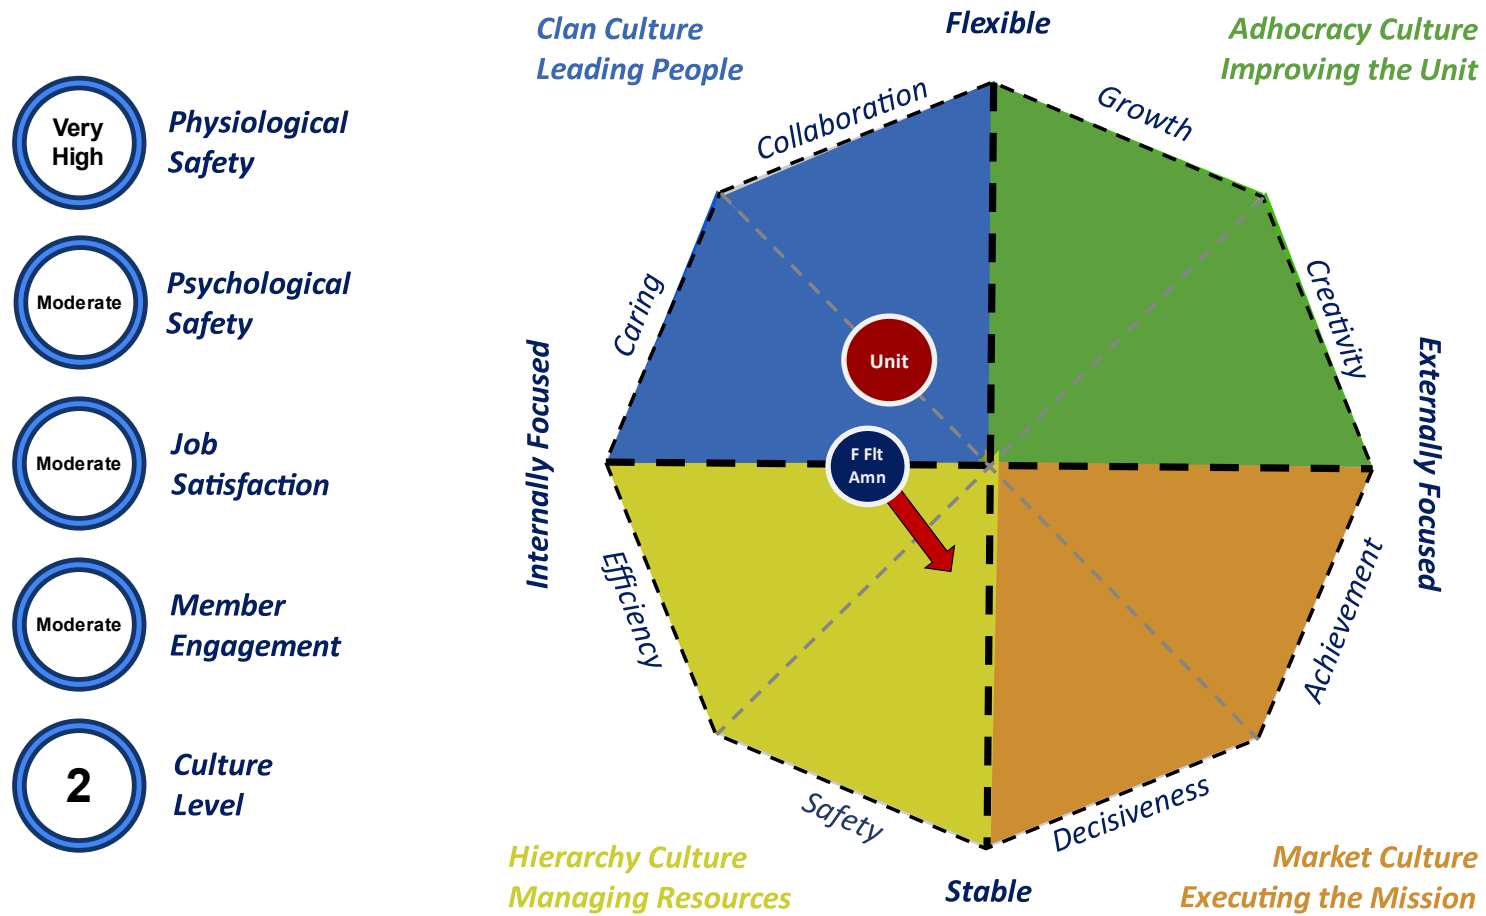 Very
High
Physiological
Safety
Moderate
Psychological
Safety
Moderate
Job
Satisfaction
Moderate
Member
Engagement
2
Culture
Level
Clan Culture
Leading People
Flexible
Adhocracy Culture
Improving the Unit
Collaboration
Growth
Caring
Creativity
Internally Focused
Externally Focused
Unit
F Flt
Amn
Efficiency
Achievement
Safety
Decisiveness
Hierarchy Culture
Managing Resources
Stable
Market Culture
Executing the Mission